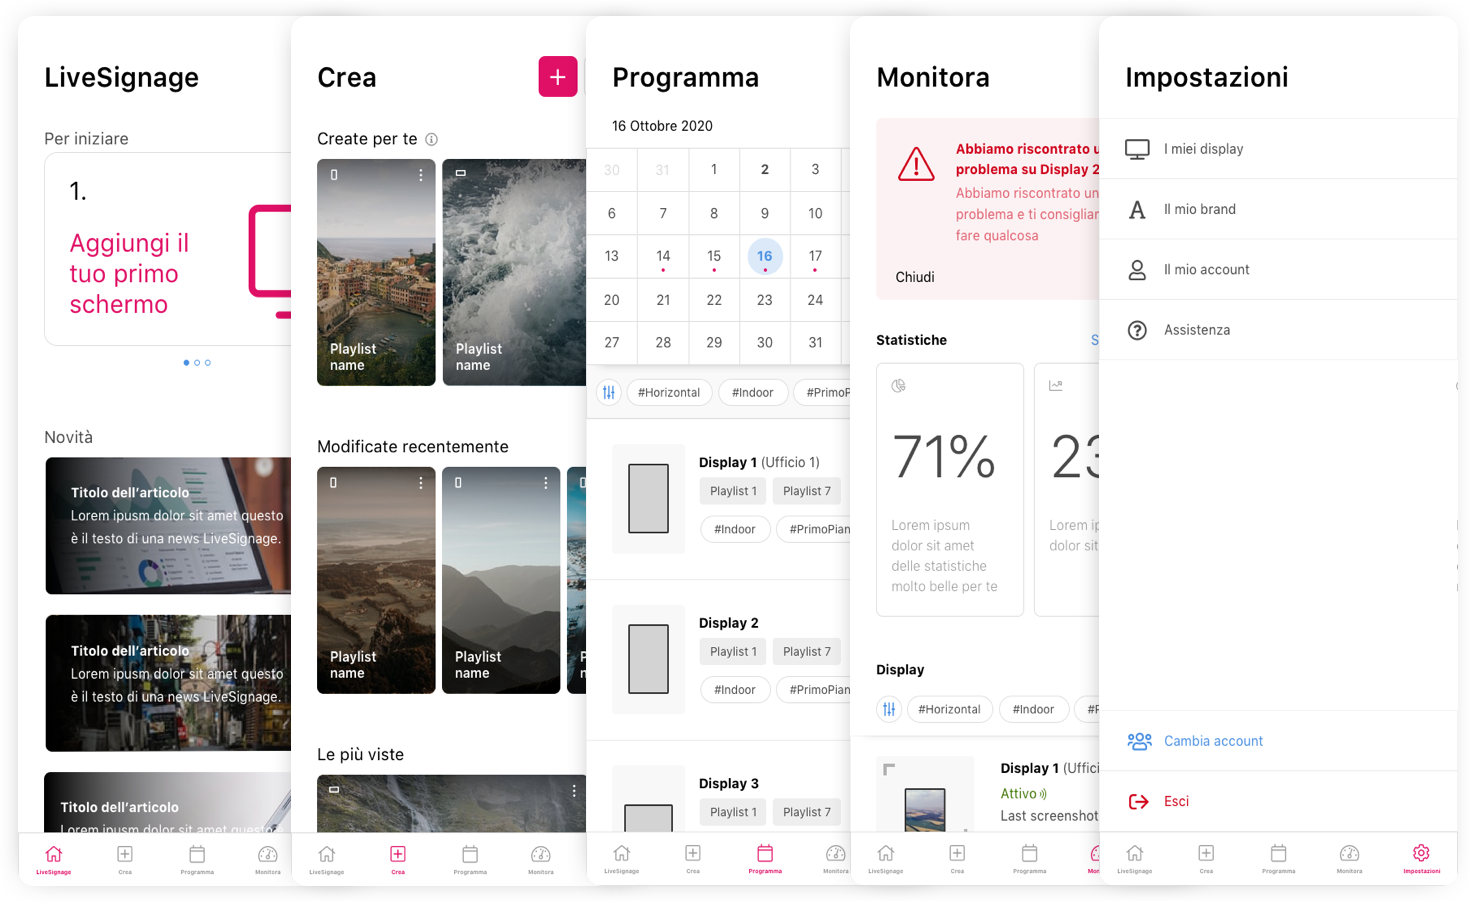 LiveSignage
Per iniziare
1.
Aggiungi il
tuo primo
schermo
Novità
Titolo dell'articolo
Lorem ipusm dolor sit amet questo
è il testo di una news LiveSignage.
Titolo dell'articolo
Lorem ipusm dolor sit amet questo
è il testo di una news LiveSignage.
Titolo dell'articolo
Lorem ipusm dolor sit amet questo
LiveSignage Crea Programma Monitora
Crea
Create per te
Playlist
name
Playlist
name
Modificate recentemente
Playlist
name
Playlist
name
Le più viste
LiveSignage Crea Programma Monitora
Programma
16 Ottobre 2020
30 31 1 2 3
6 7 8 9 10
13 14 15 16 17
20 21 22 23 24
27 28 29 30 31
#Horizontal #Indoor #PrimoP
Display 1 (Ufficio 1)
Playlist 1 Playlist 7
#Indoor #PrimoPian
Display 2
Playlist 1 Playlist 7
#Indoor #PrimoPian
Display 3
Playlist 1 Playlist 7
LiveSignage Crea Programma Monitora
Monitora
Abbiamo riscontrato u
problema su Display 2
Abbiamo riscontrato un
problema e ti consigliar
fare qualcosa
Chiudi
Statistiche S
71%
Lorem ipsum
dolor sit amet
delle statistiche
molto belle per te
23
Lorem ip
dolor sit
Display
#Horizontal #Indoor #P
Display 1 (Uffici
Attivo
Last screenshot
LiveSignage Crea Programma Mon
Impostazioni
I miei display
Il mio brand
Il mio account
Assistenza
Cambia account
Esci
LiveSignage Crea Programma Monitora Impostazioni